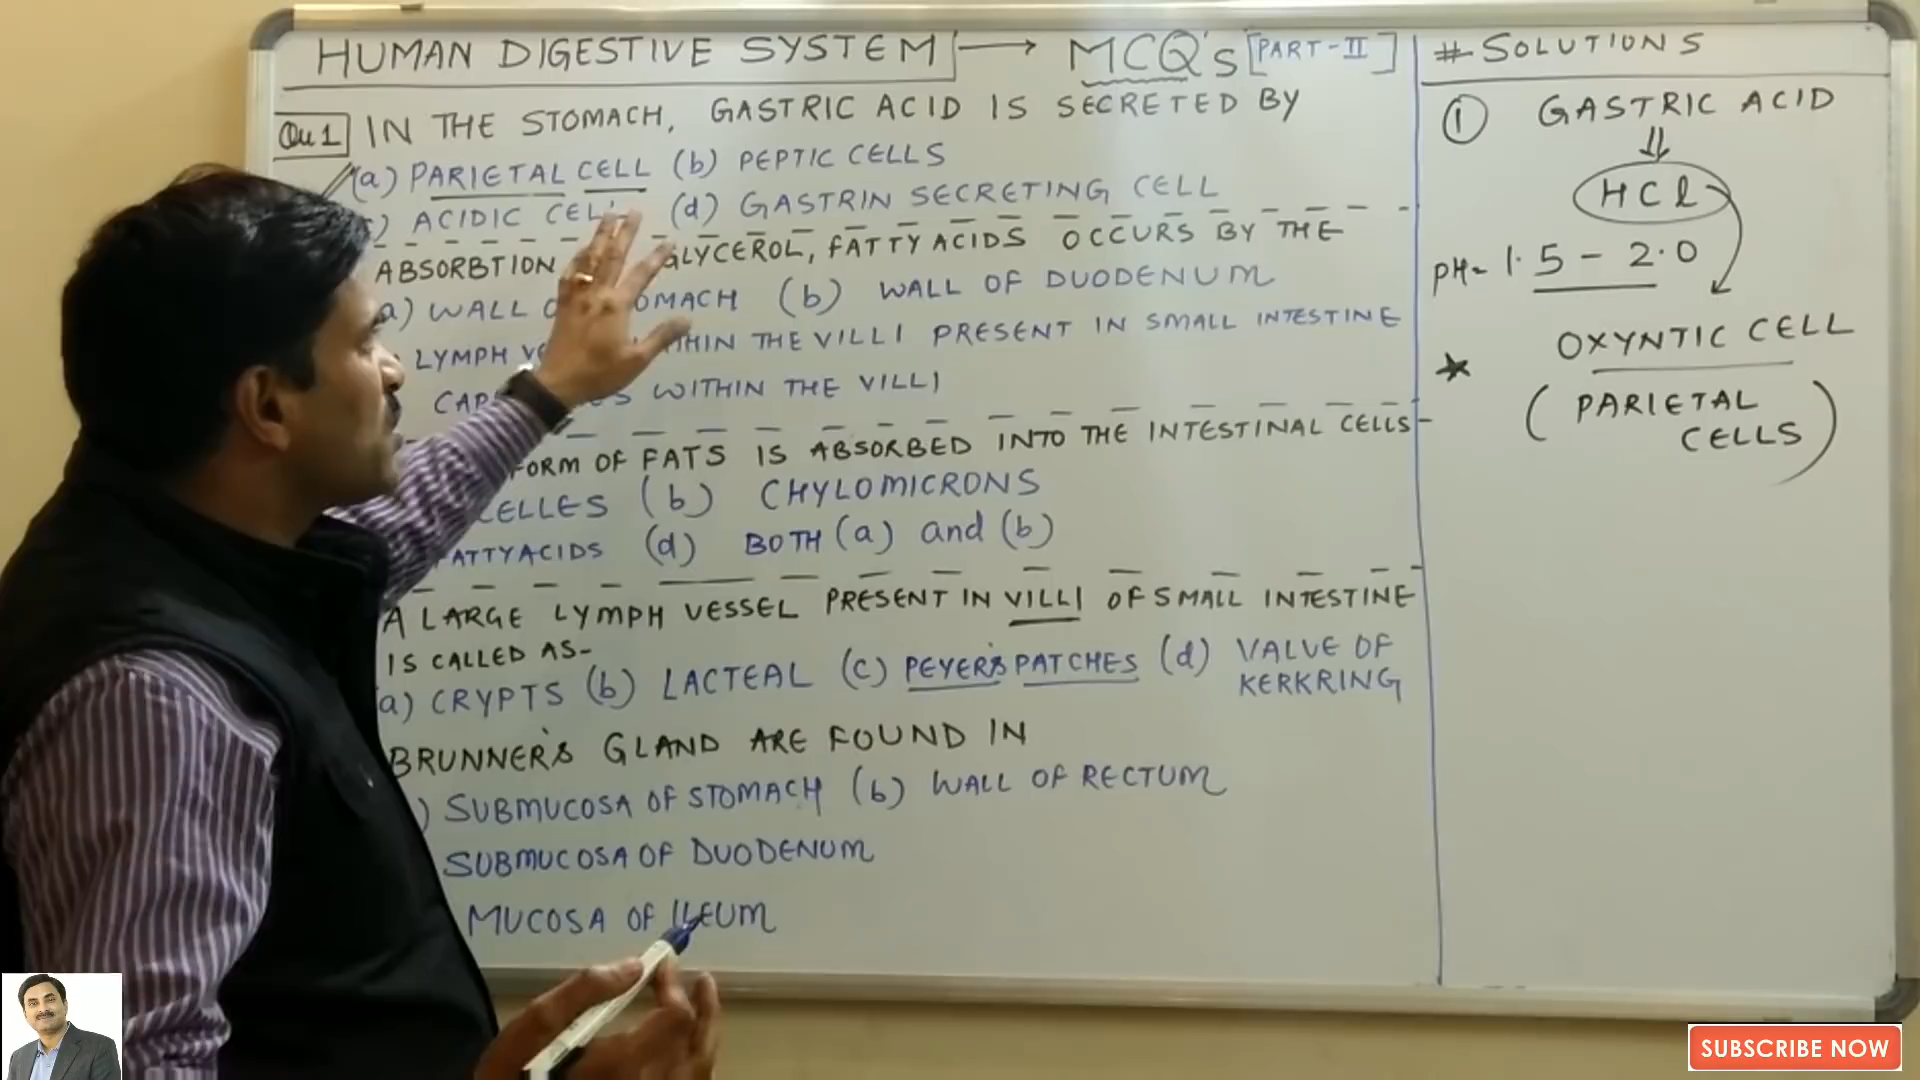 HUMAN DIGESTIVE SYSTEM → MCQ's [PART-II]
Qu 1 IN THE STOMACH, GASTRIC ACID IS SECRETED BY
(a) PARIETAL CELL (b) PEPTIC CELLS
) ACIDIC CELL (d) GASTRIN SECRETING CELL
ABSORBTION GLYCEROL, FATTY ACIDS OCCURS BY THE
a) WALL OMACH (b) WALL OF DUODENUM
LYMPH THIN THE VILLI PRESENT IN SMALL INTESTINE
WITHIN THE VILLI
FORM OF FATS IS ABSORBED INTO THE INTESTINAL CELLS-
CELLES (b) CHYLOMICRONS
ATTYACIDS (d) BOTH (a) and (b)
A LARGE LYMPH VESSEL PRESENT IN VILLI OF SMALL INTESTINE
IS CALLED AS-
a) CRYPTS (b) LACTEAL (c) PEYER'S PATCHES (d) VALVE OF
KERKRING
BRUNNER'S GLAND ARE FOUND IN
) SUBMUCOSA OF STOMACH (b) WALL OF RECTUM
SUBMUCOSA OF DUODENUM
MUCOSA OF ILEUM
# SOLUTIONS
① GASTRIC ACID
⇓
HCl
pH- 1.5 - 2.0
★ OXYNTIC CELL
(PARIETAL
CELLS)
SUBSCRIBE NOW